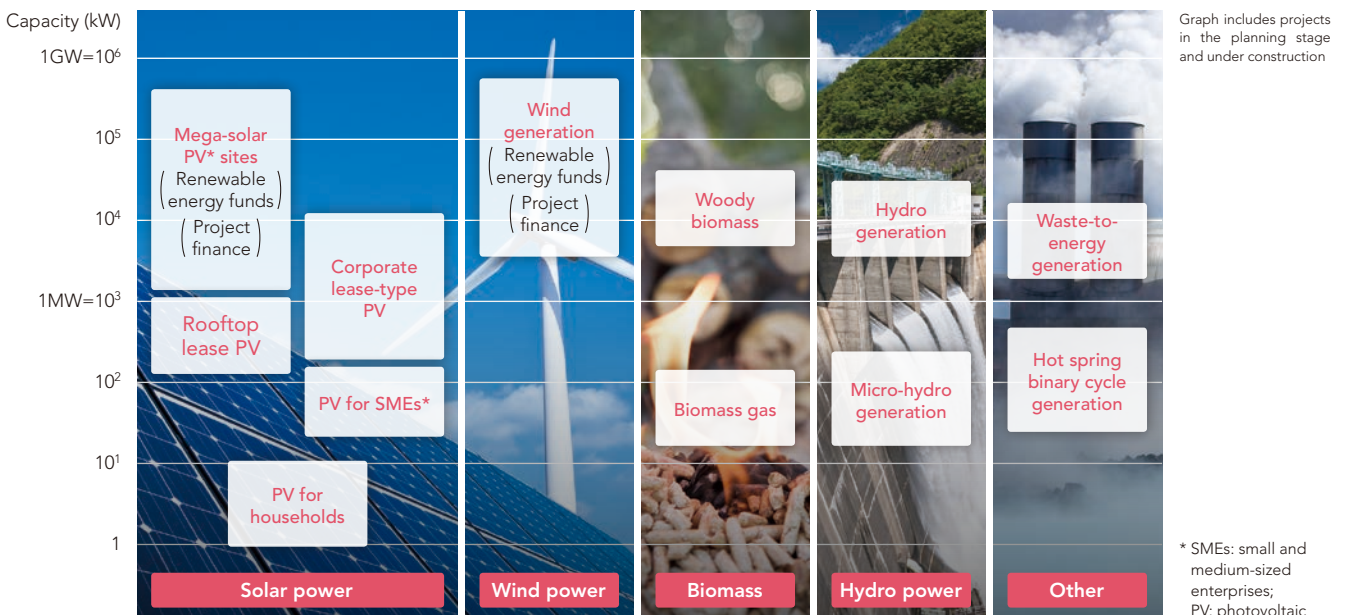 Capacity (kW)
1GW=10⁶
10⁵
10⁴
1MW=10³
10²
10¹
1
Mega-solar
PV* sites
(Renewable
energy funds)
(Project
finance)
Rooftop
lease PV
Corporate
lease-type
PV
PV for SMEs*
PV for
households
Solar power
Wind
generation
(Renewable
energy funds)
(Project
finance)
Wind power
Woody
biomass
Biomass gas
Biomass
Hydro
generation
Micro-hydro
generation
Hydro power
Waste-to-
energy
generation
Hot spring
binary cycle
generation
Other
Graph includes projects
in the planning stage
and under construction
* SMEs: small and
medium-sized
enterprises;
PV: photovoltaic